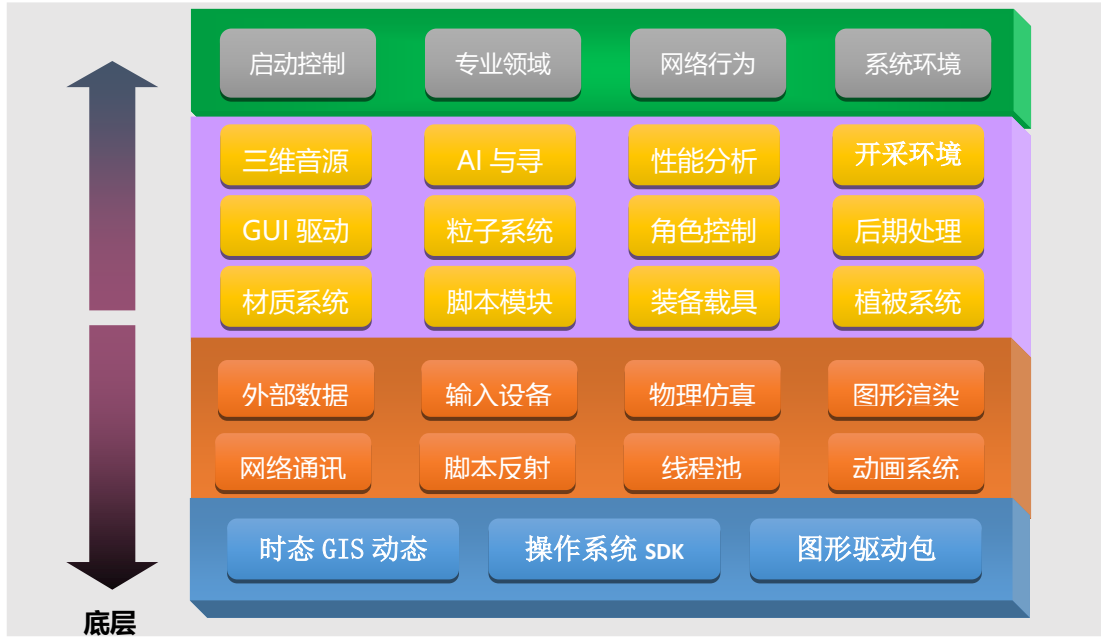 启动控制
专业领域
网络行为
系统环境
三维音源
AI 与寻
性能分析
开采环境
GUI 驱动
粒子系统
角色控制
后期处理
材质系统
脚本模块
装备载具
植被系统
外部数据
输入设备
物理仿真
图形渲染
网络通讯
脚本反射
线程池
动画系统
时态 GIS 动态
操作系统 SDK
图形驱动包
底层